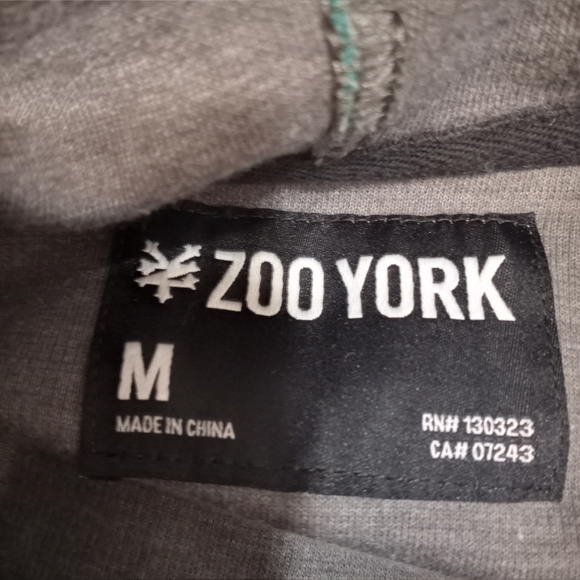 ZOO YORK
M
MADE IN CHINA
RN# 130323
CA# 07243